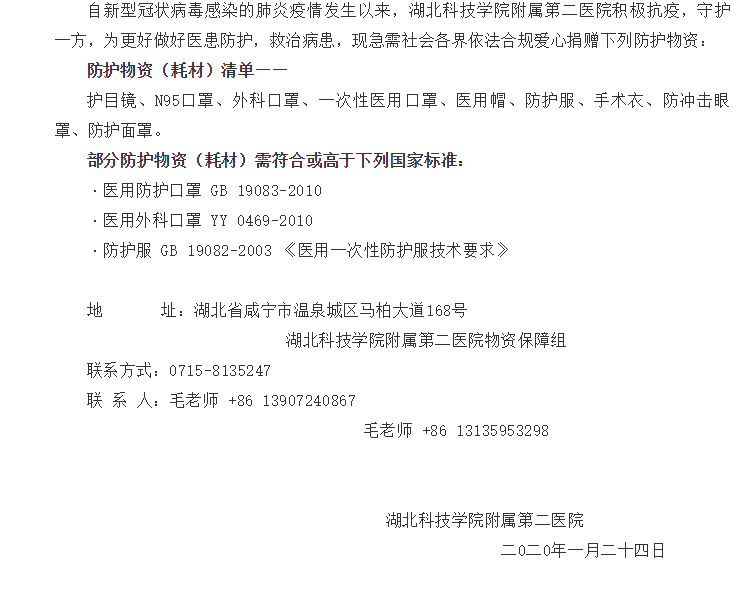 自新型冠状病毒感染的肺炎疫情发生以来，湖北科技学院附属第二医院积极抗疫，守护
一方，为更好做好医患防护，救治病患，现急需社会各界依法合规爱心捐赠下列防护物资：
防护物资（耗材）清单——
护目镜、N95口罩、外科口罩、一次性医用口罩、医用帽、防护服、手术衣、防冲击眼
罩、防护面罩。
部分防护物资（耗材）需符合或高于下列国家标准：
·医用防护口罩 GB 19083-2010
·医用外科口罩 YY 0469-2010
·防护服 GB 19082-2003 《医用一次性防护服技术要求》
地 址：湖北省咸宁市温泉城区马柏大道168号
湖北科技学院附属第二医院物资保障组
联系方式：0715-8135247
联 系 人：毛老师 +86 13907240867
毛老师 +86 13135953298
湖北科技学院附属第二医院
二0二0年一月二十四日